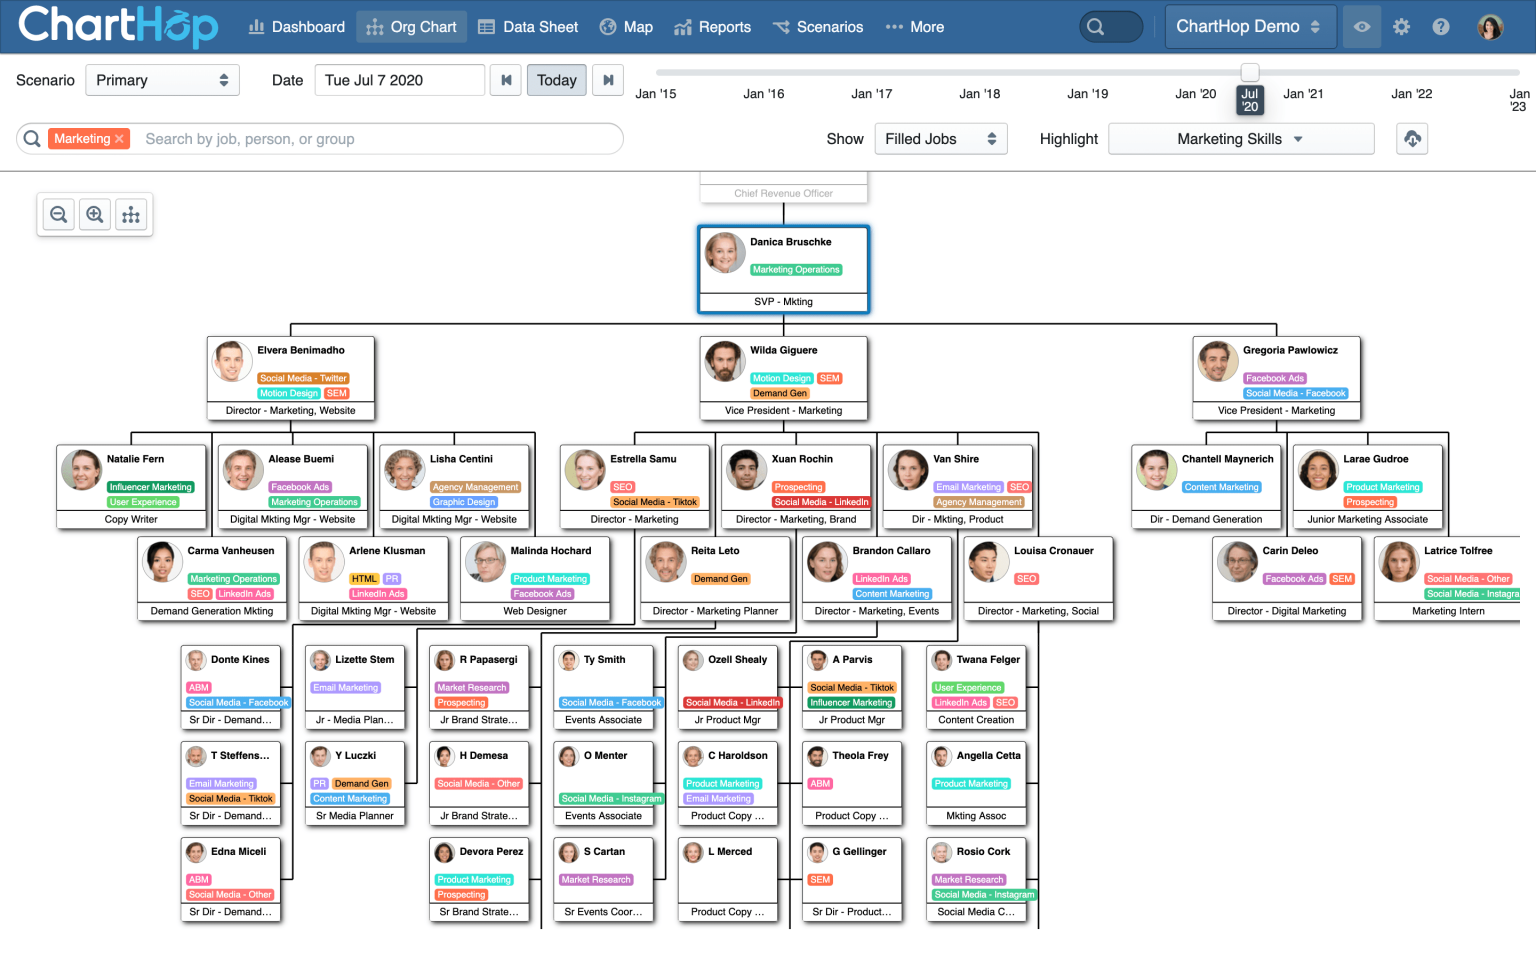 ChartHop Dashboard Org Chart Data Sheet Map Reports Scenarios More ChartHop Demo
Scenario Primary Date Tue Jul 7 2020 Today
Jan '15 Jan '16 Jan '17 Jan '18 Jan '19 Jan '20 Jul '20 Jan '21 Jan '22 Jan '23
Marketing × Search by job, person, or group Show Filled Jobs Highlight Marketing Skills
Chief Revenue Officer
Danica Bruschke
Marketing Operations
SVP - Mkting
Elvera Benimadho
Social Media - Twitter
Motion Design SEM
Director - Marketing, Website
Wilda Giguere
Motion Design SEM
Demand Gen
Vice President - Marketing
Gregoria Pawlowicz
Facebook Ads
Social Media - Facebook
Vice President - Marketing
Natalie Fern
Influencer Marketing
User Experience
Copy Writer
Alease Buemi
Facebook Ads
Marketing Operations
Digital Mkting Mgr - Website
Lisha Centini
Agency Management
Graphic Design
Digital Mkting Mgr - Website
Estrella Samu
SEO
Social Media - Tiktok
Director - Marketing
Xuan Rochin
Prospecting
Social Media - LinkedIn
Director - Marketing, Brand
Van Shire
Email Marketing SEO
Agency Management
Dir - Mkting, Product
Chantell Maynerich
Content Marketing
Dir - Demand Generation
Larae Gudroe
Product Marketing
Prospecting
Junior Marketing Associate
Carma Vanheusen
Marketing Operations
SEO LinkedIn Ads
Demand Generation Mkting
Arlene Klusman
HTML PR
LinkedIn Ads
Digital Mkting Mgr - Website
Malinda Hochard
Product Marketing
Facebook Ads
Web Designer
Reita Leto
Demand Gen
Director - Marketing Planner
Brandon Callaro
LinkedIn Ads
Content Marketing
Director - Marketing, Events
Louisa Cronauer
SEO
Director - Marketing, Social
Carin Deleo
Facebook Ads SEM
Director - Digital Marketing
Latrice Tolfree
Social Media - Other
Social Media - Instagra
Marketing Intern
Donte Kines
ABM
Social Media - Facebook
Sr Dir - Demand...
Lizette Stem
Email Marketing
Jr - Media Plan...
R Papasergi
Market Research
Prospecting
Jr Brand Strate...
Ty Smith
Social Media - Facebook
Events Associate
Ozell Shealy
Social Media - LinkedIn
Jr Product Mgr
A Parvis
Social Media - Tiktok
Influencer Marketing
Jr Product Mgr
Twana Felger
User Experience
LinkedIn Ads SEO
Content Creation
T Steffens...
Email Marketing
Social Media - Tiktok
Sr Dir - Demand...
Y Luczki
PR Demand Gen
Content Marketing
Sr Media Planner
H Demesa
Social Media - Other
Jr Brand Strate...
O Menter
Social Media - Instagram
Events Associate
C Haroldson
Product Marketing
Email Marketing
Product Copy ...
Theola Frey
ABM
Product Copy ...
Angella Cetta
Product Marketing
Mkting Assoc
Edna Miceli
ABM
Social Media - Other
Sr Dir - Demand...
Devora Perez
Product Marketing
Prospecting
Sr Brand Strate...
S Cartan
Market Research
Sr Events Coor...
L Merced
Product Copy ...
G Gellinger
SEM
Sr Dir - Product...
Rosio Cork
Market Research
Social Media - Instagram
Social Media C...